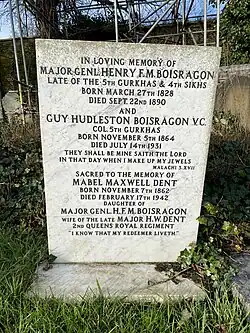 IN LOVING MEMORY OF
MAJOR GENL. HENRY F.M. BOISRAGON
LATE OF THE 5TH GURKHAS & 4TH SIKHS
BORN MARCH 27TH 1828
DIED SEPT. 22ND 1890
AND
GUY HUDLESTON BOISRAGON V.C.
COL. 5TH GURKHAS
BORN NOVEMBER 5TH 1864
DIED JULY 14TH 1931
THEY SHALL BE MINE SAITH THE LORD
IN THAT DAY WHEN I MAKE UP MY JEWELS
MALACHI 3.XVII
SACRED TO THE MEMORY OF
MABEL MAXWELL DENT
BORN NOVEMBER 7TH 1862
DIED FEBRUARY 17TH 1942
DAUGHTER OF
MAJOR GENL. H.F.M. BOISRAGON
WIFE OF THE LATE MAJOR H.W. DENT
2ND QUEENS ROYAL REGIMENT
"I KNOW THAT MY REDEEMER LIVETH."